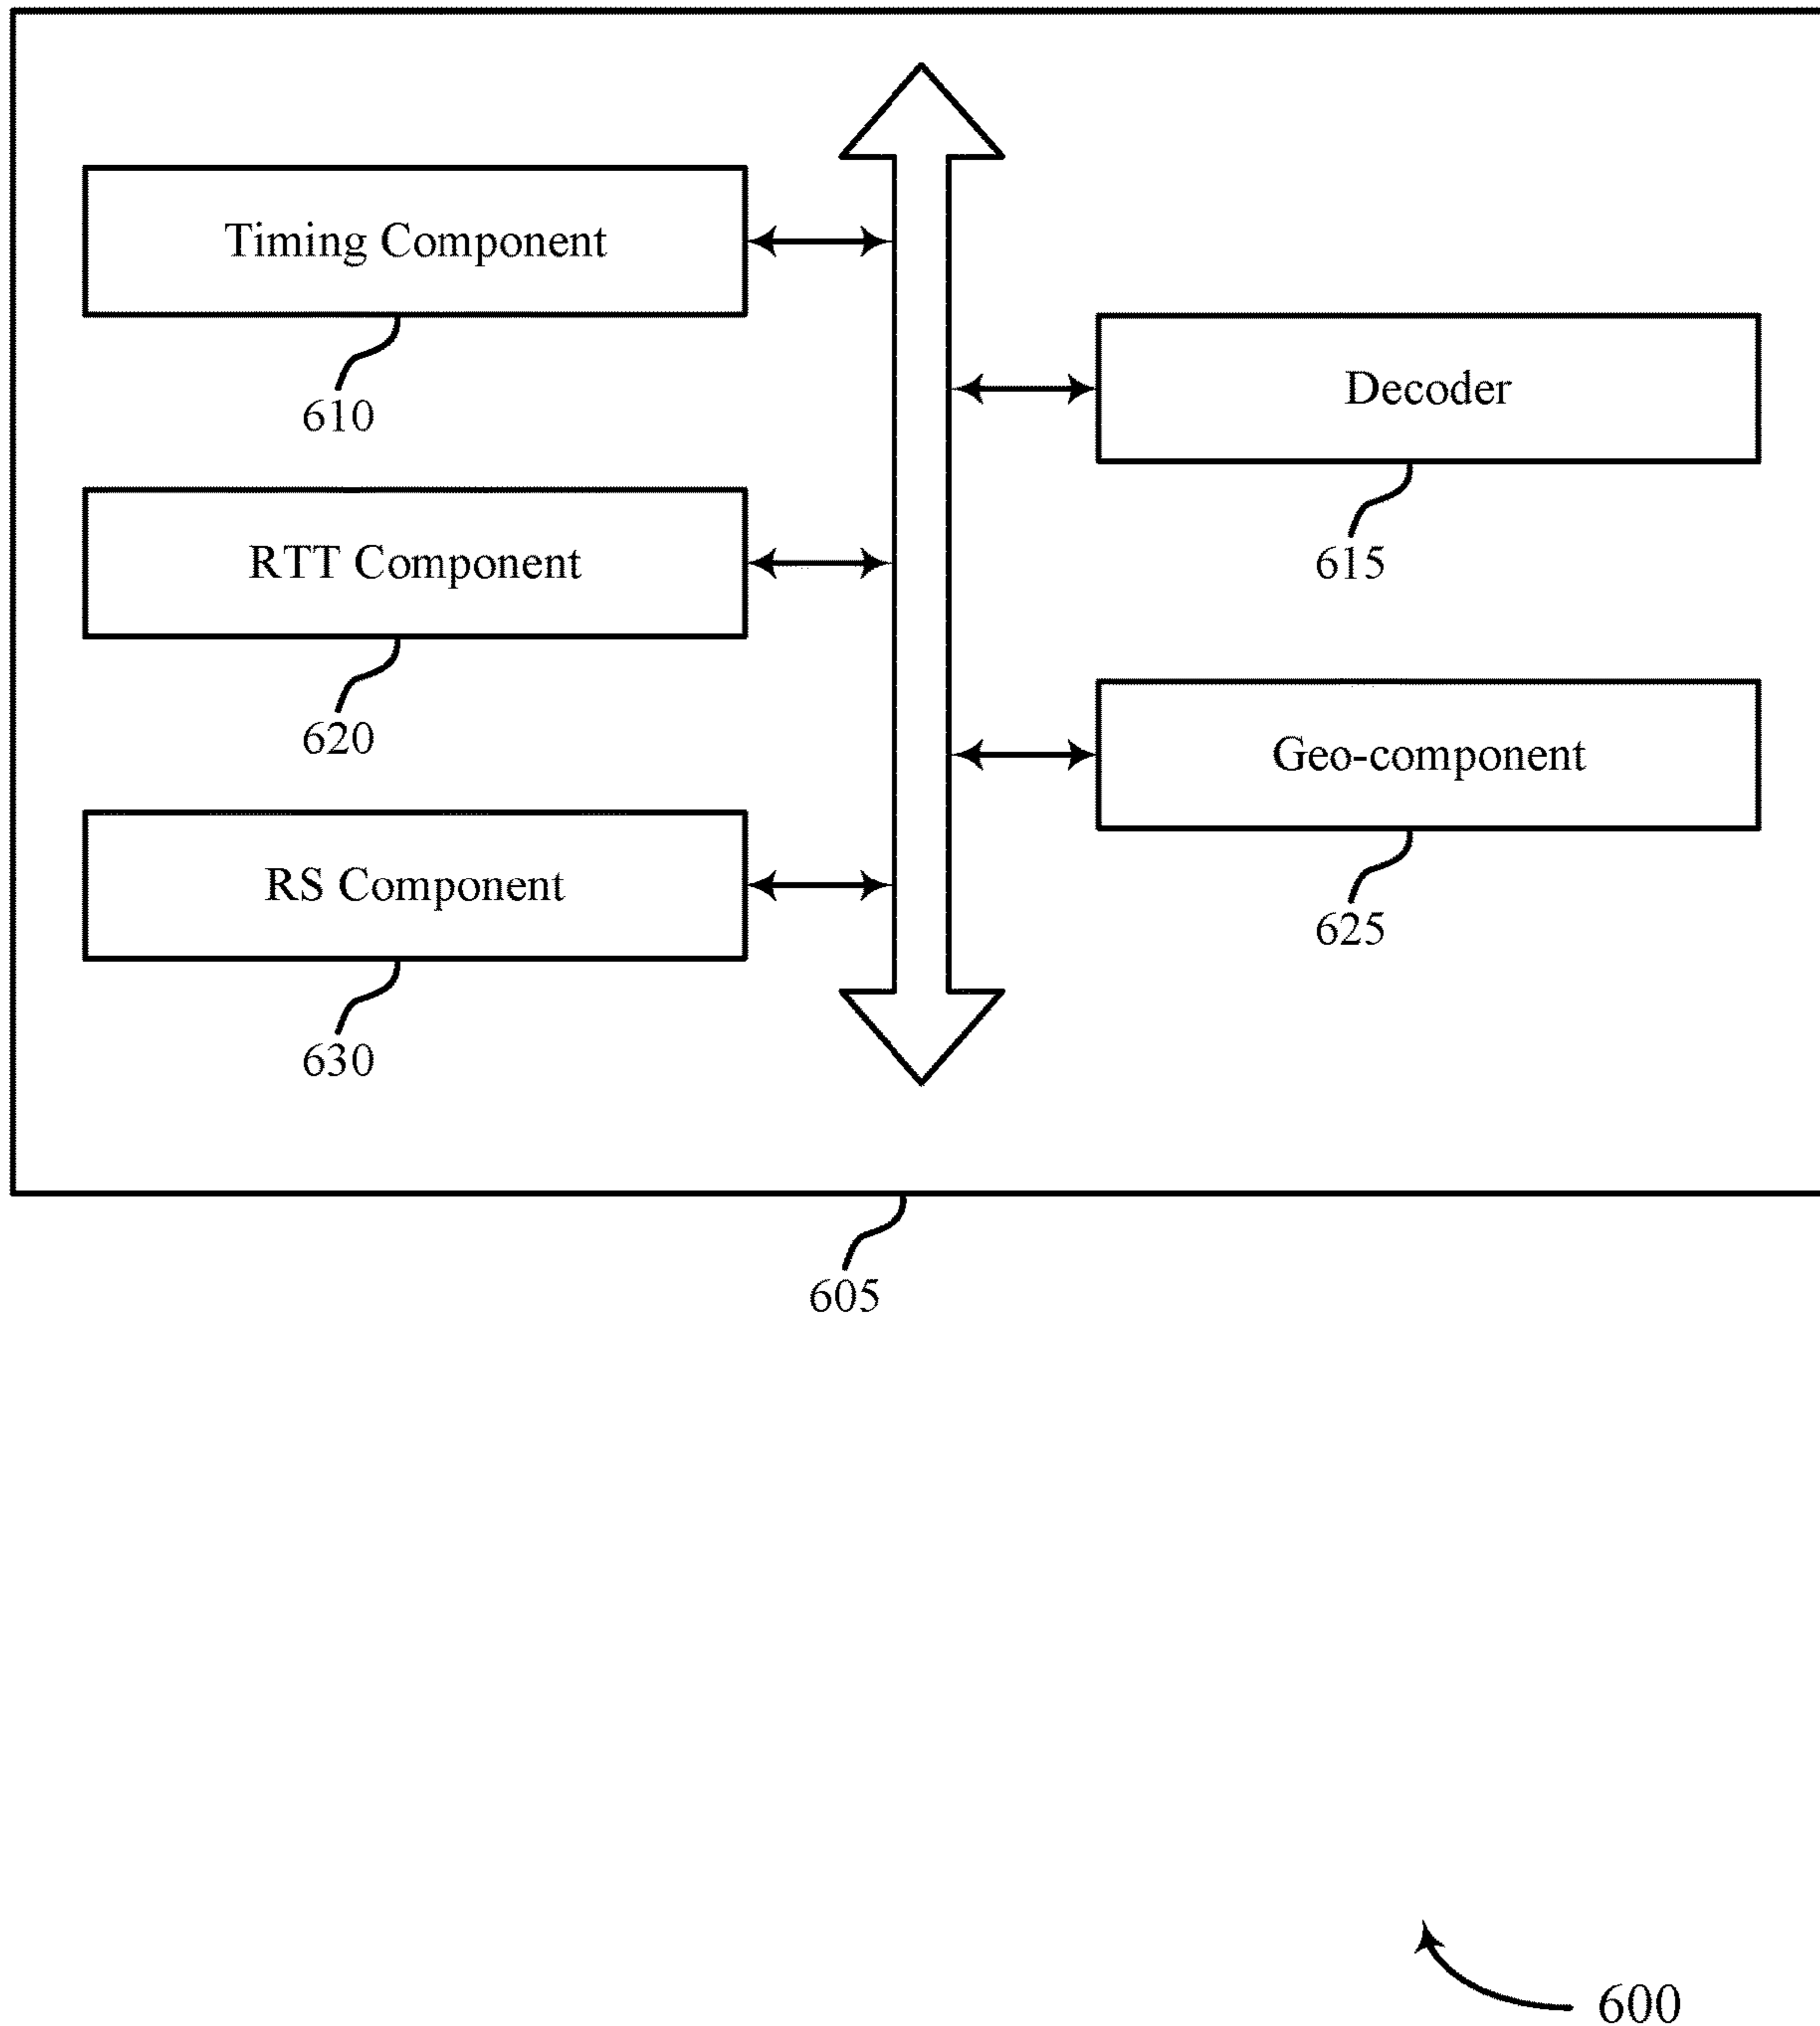 Timing Component
610
Decoder
615
RTT Component
620
Geo-component
625
RS Component
630
605
600